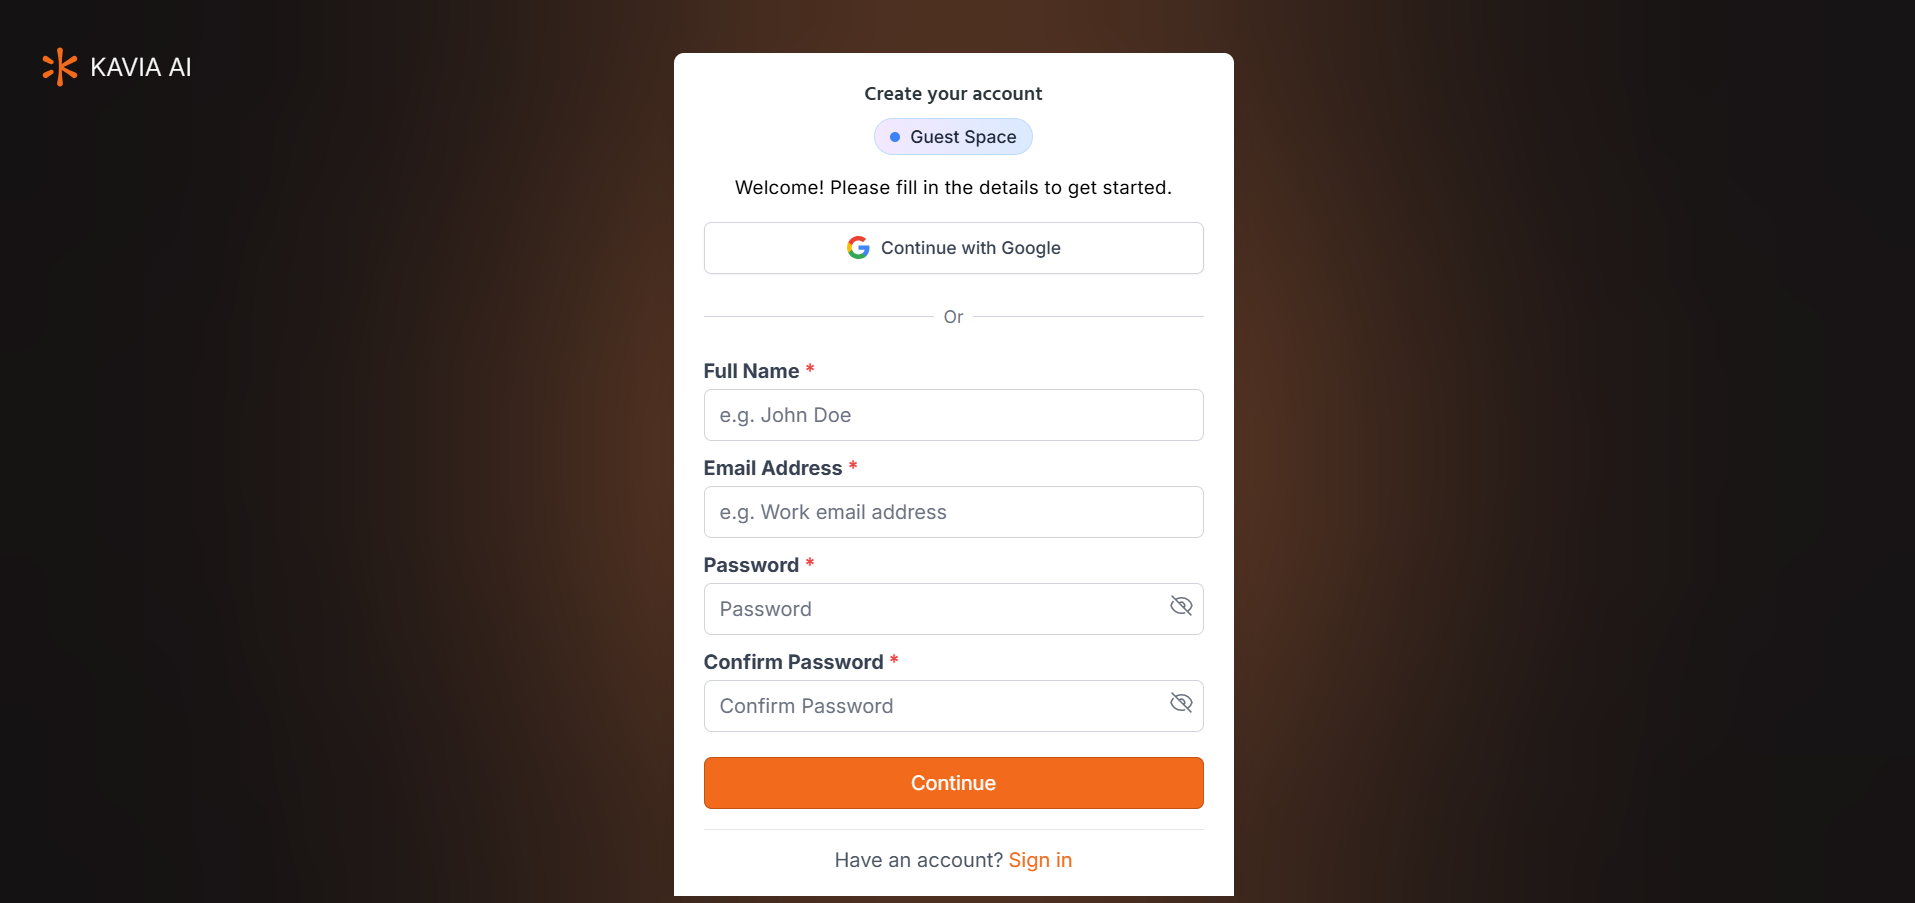 KAVIA AI
Create your account
Guest Space
Welcome! Please fill in the details to get started.
Continue with Google
Or
Full Name *
e.g. John Doe
Email Address *
e.g. Work email address
Password *
Password
Confirm Password *
Confirm Password
Continue
Have an account? Sign in